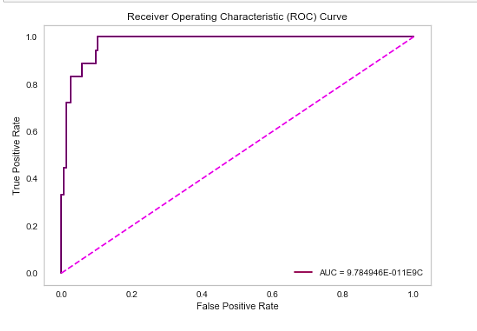 Receiver Operating Characteristic (ROC) Curve
1.0
0.8
0.6
0.4
0.2
0.0
True Positive Rate
AUC = 9.784946E-011E9C
0.0 0.2 0.4 0.6 0.8 1.0
False Positive Rate